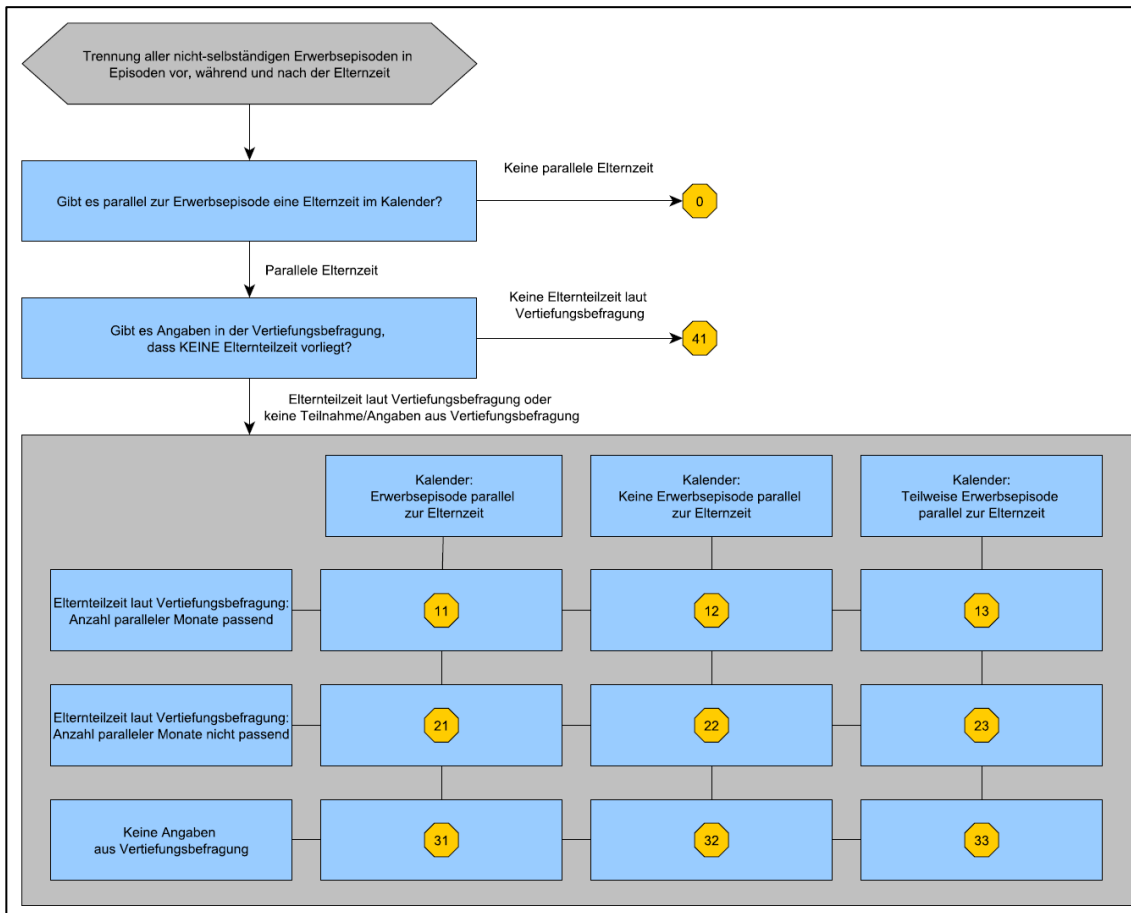 Trennung aller nicht-selbständigen Erwerbsepisoden in
Episoden vor, während und nach der Elternzeit
Keine parallele Elternzeit
Gibt es parallel zur Erwerbsepisode eine Elternzeit im Kalender?
0
Parallele Elternzeit
Keine Elternteilzeit laut
Vertiefungsbefragung
Gibt es Angaben in der Vertiefungsbefragung,
dass KEINE Elternteilzeit vorliegt?
41
Elternteilzeit laut Vertiefungsbefragung oder
keine Teilnahme/Angaben aus Vertiefungsbefragung
Kalender:
Erwerbsepisode parallel
zur Elternzeit
Kalender:
Keine Erwerbsepisode parallel
zur Elternzeit
Kalender:
Teilweise Erwerbsepisode
parallel zur Elternzeit
Elternteilzeit laut Vertiefungsbefragung:
Anzahl paralleler Monate passend
11
12
13
Elternteilzeit laut Vertiefungsbefragung:
Anzahl paralleler Monate nicht passend
21
22
23
Keine Angaben
aus Vertiefungsbefragung
31
32
33